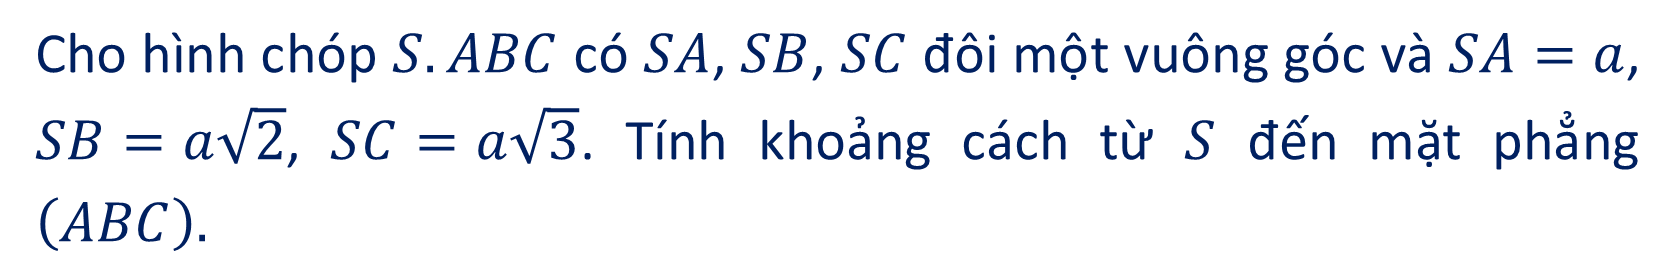 Cho hình chóp S. ABC có SA, SB, SC đôi một vuông góc và SA = a,
SB = a√2, SC = a√3. Tính khoảng cách từ S đến mặt phẳng
(ABC).